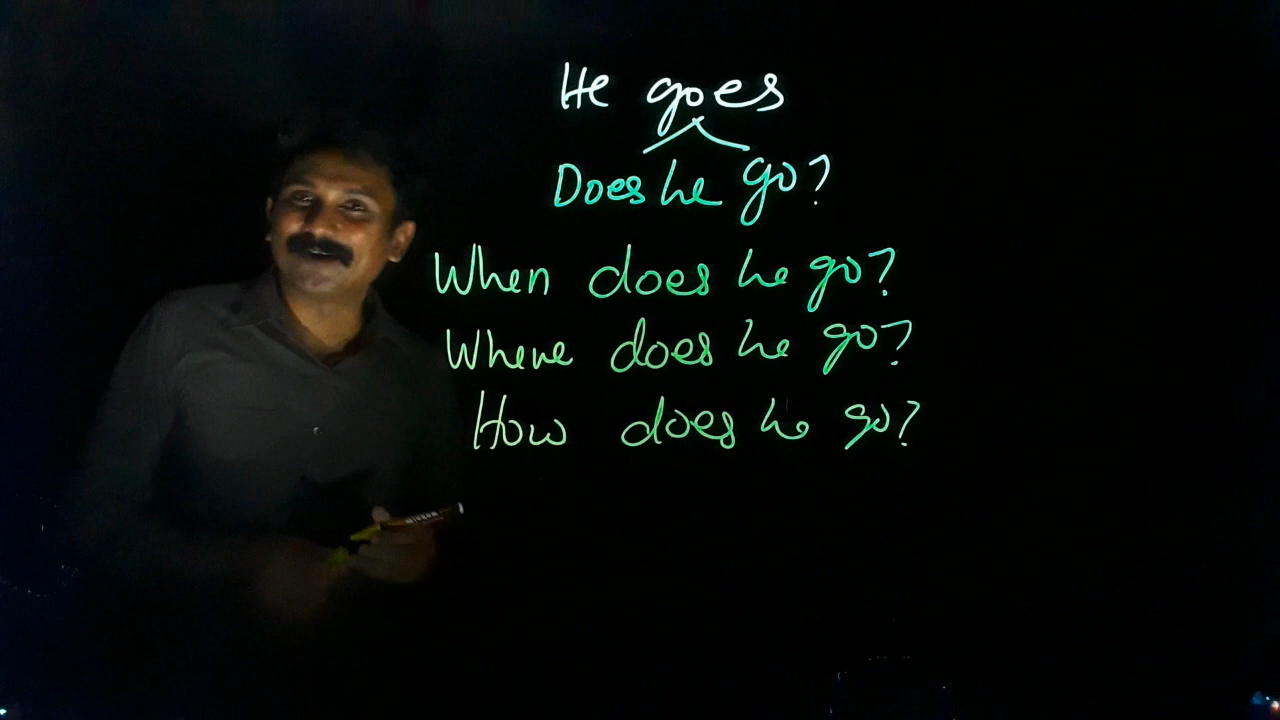 He goes
Does he go?
When does he go?
Where does he go?
How does he go?